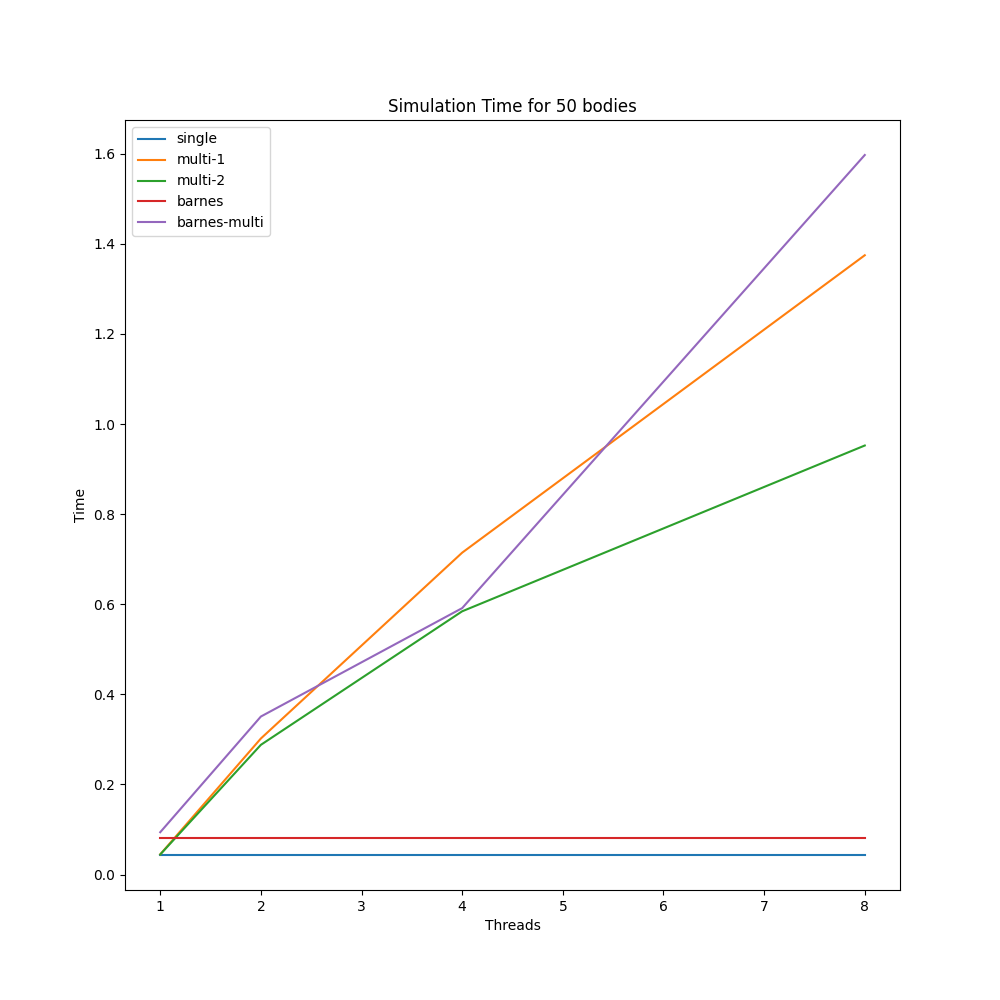 Simulation Time for 50 bodies
single
multi-1
multi-2
barnes
barnes-multi
1.6
1.4
1.2
1.0
0.8
0.6
0.4
0.2
0.0
Time
1 2 3 4 5 6 7 8
Threads